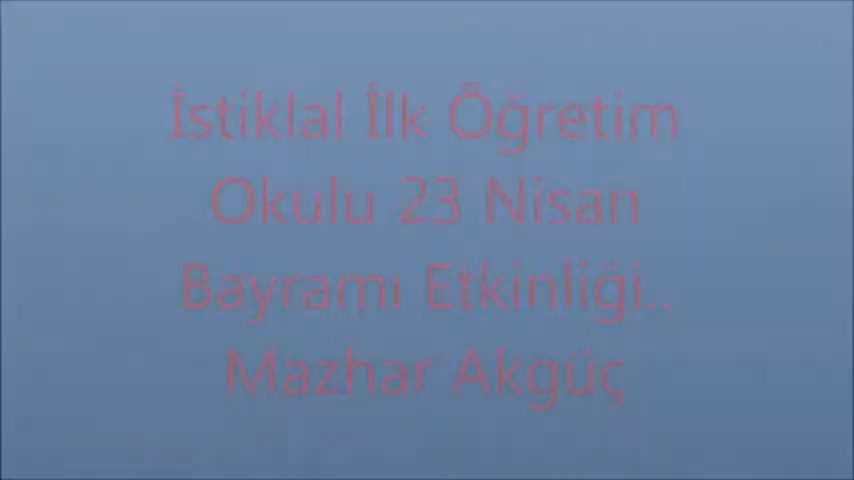 İstiklal İlk Öğretim
Okulu 23 Nisan
Bayramı Etkinliği..
Mazhar Akgüç